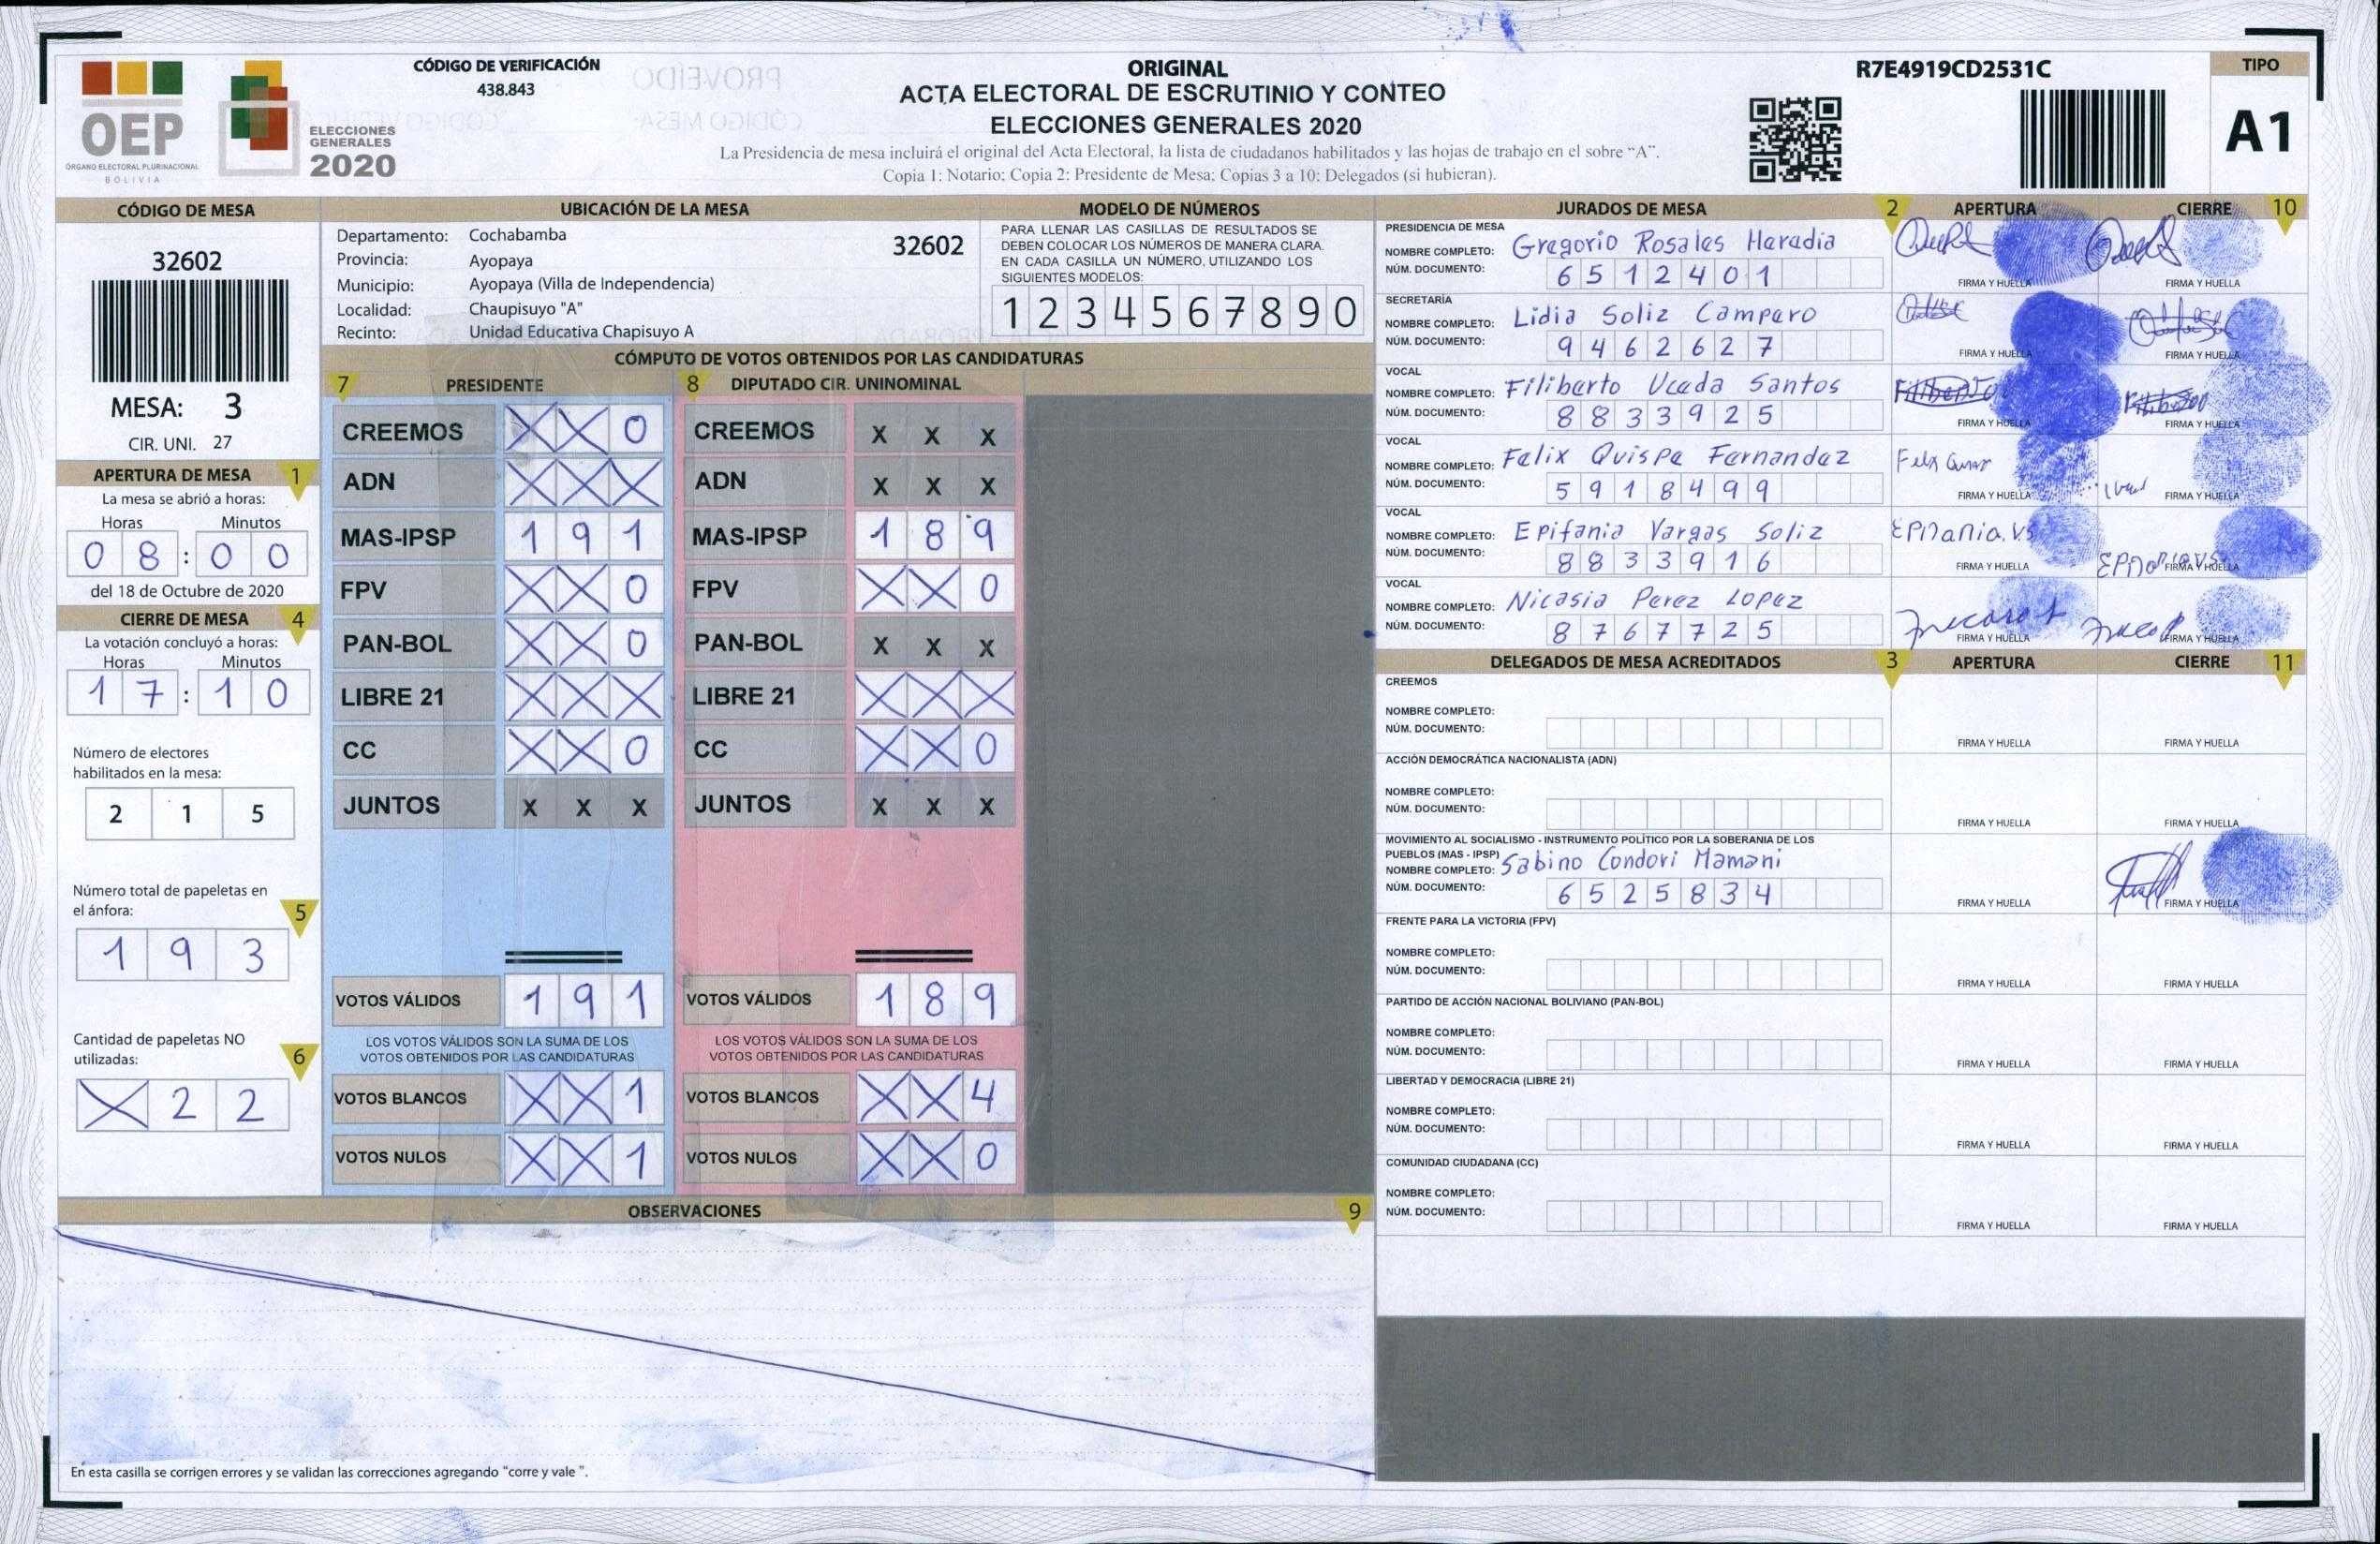 CÓDIGO DE VERIFICACIÓN
438.843
OEP
ÓRGANO ELECTORAL PLURINACIONAL
BOLIVIA
ELECCIONES
GENERALES
2020
ORIGINAL
ACTA ELECTORAL DE ESCRUTINIO Y CONTEO
ELECCIONES GENERALES 2020
La Presidencia de mesa incluirá el original del Acta Electoral, la lista de ciudadanos habilitados y las hojas de trabajo en el sobre “A”.
Copia 1: Notario; Copia 2: Presidente de Mesa; Copias 3 a 10: Delegados (si hubieran).
R7E4919CD2531C
TIPO
A1
CÓDIGO DE MESA
32602
MESA: 3
CIR. UNI. 27
APERTURA DE MESA 1
La mesa se abrió a horas:
Horas Minutos
0 8 : 0 0
del 18 de Octubre de 2020
CIERRE DE MESA 4
La votación concluyó a horas:
Horas Minutos
1 7 : 1 0
Número de electores
habilitados en la mesa:
2 1 5
Número total de papeletas en
el ánfora: 5
1 9 3
Cantidad de papeletas NO
utilizadas: 6
X 2 2
UBICACIÓN DE LA MESA
Departamento: Cochabamba 32602
Provincia: Ayopaya
Municipio: Ayopaya (Villa de Independencia)
Localidad: Chaupisuyo "A"
Recinto: Unidad Educativa Chapisuyo A
MODELO DE NÚMEROS
PARA LLENAR LAS CASILLAS DE RESULTADOS SE
DEBEN COLOCAR LOS NÚMEROS DE MANERA CLARA.
EN CADA CASILLA UN NÚMERO, UTILIZANDO LOS
SIGUIENTES MODELOS:
1 2 3 4 5 6 7 8 9 0
CÓMPUTO DE VOTOS OBTENIDOS POR LAS CANDIDATURAS
7 PRESIDENTE 8 DIPUTADO CIR. UNINOMINAL
CREEMOS X X 0 CREEMOS X X X
ADN X X X ADN X X X
MAS-IPSP 1 9 1 MAS-IPSP 1 8 9
FPV X X 0 FPV X X 0
PAN-BOL X X 0 PAN-BOL X X X
LIBRE 21 X X X LIBRE 21 X X X
CC X X 0 CC X X 0
JUNTOS X X X JUNTOS X X X
VOTOS VÁLIDOS 1 9 1 VOTOS VÁLIDOS 1 8 9
LOS VOTOS VÁLIDOS SON LA SUMA DE LOS LOS VOTOS VÁLIDOS SON LA SUMA DE LOS
VOTOS OBTENIDOS POR LAS CANDIDATURAS VOTOS OBTENIDOS POR LAS CANDIDATURAS
VOTOS BLANCOS X X 1 VOTOS BLANCOS X X 4
VOTOS NULOS X X 1 VOTOS NULOS X X 0
OBSERVACIONES 9
En esta casilla se corrigen errores y se validan las correcciones agregando "corre y vale ".
JURADOS DE MESA 2 APERTURA CIERRE 10
PRESIDENCIA DE MESA
NOMBRE COMPLETO: Gregorio Rosales Heradia
NÚM. DOCUMENTO: 6 5 1 2 4 0 1
FIRMA Y HUELLA FIRMA Y HUELLA
SECRETARÍA
NOMBRE COMPLETO: Lidia Soliz Camparo
NÚM. DOCUMENTO: 9 4 6 2 6 2 7
FIRMA Y HUELLA FIRMA Y HUELLA
VOCAL
NOMBRE COMPLETO: Filiberto Uceda Santos
NÚM. DOCUMENTO: 8 8 3 3 9 2 5
FIRMA Y HUELLA FIRMA Y HUELLA
VOCAL
NOMBRE COMPLETO: Felix Quispe Fernandez
NÚM. DOCUMENTO: 5 9 1 8 4 9 9
FIRMA Y HUELLA FIRMA Y HUELLA
VOCAL
NOMBRE COMPLETO: Epifania Vargas Soliz
NÚM. DOCUMENTO: 8 8 3 3 9 1 6
FIRMA Y HUELLA FIRMA Y HUELLA
VOCAL
NOMBRE COMPLETO: Nicasia Perez Lopez
NÚM. DOCUMENTO: 8 7 6 7 7 2 5
FIRMA Y HUELLA FIRMA Y HUELLA
DELEGADOS DE MESA ACREDITADOS 3 APERTURA CIERRE 11
CREEMOS
NOMBRE COMPLETO:
NÚM. DOCUMENTO:
FIRMA Y HUELLA FIRMA Y HUELLA
ACCIÓN DEMOCRÁTICA NACIONALISTA (ADN)
NOMBRE COMPLETO:
NÚM. DOCUMENTO:
FIRMA Y HUELLA FIRMA Y HUELLA
MOVIMIENTO AL SOCIALISMO - INSTRUMENTO POLÍTICO POR LA SOBERANIA DE LOS
PUEBLOS (MAS - IPSP)
NOMBRE COMPLETO: Sabino Condori Mamani
NÚM. DOCUMENTO: 6 5 2 5 8 3 4
FIRMA Y HUELLA FIRMA Y HUELLA
FRENTE PARA LA VICTORIA (FPV)
NOMBRE COMPLETO:
NÚM. DOCUMENTO:
FIRMA Y HUELLA FIRMA Y HUELLA
PARTIDO DE ACCIÓN NACIONAL BOLIVIANO (PAN-BOL)
NOMBRE COMPLETO:
NÚM. DOCUMENTO:
FIRMA Y HUELLA FIRMA Y HUELLA
LIBERTAD Y DEMOCRACIA (LIBRE 21)
NOMBRE COMPLETO:
NÚM. DOCUMENTO:
FIRMA Y HUELLA FIRMA Y HUELLA
COMUNIDAD CIUDADANA (CC)
NOMBRE COMPLETO:
NÚM. DOCUMENTO:
FIRMA Y HUELLA FIRMA Y HUELLA